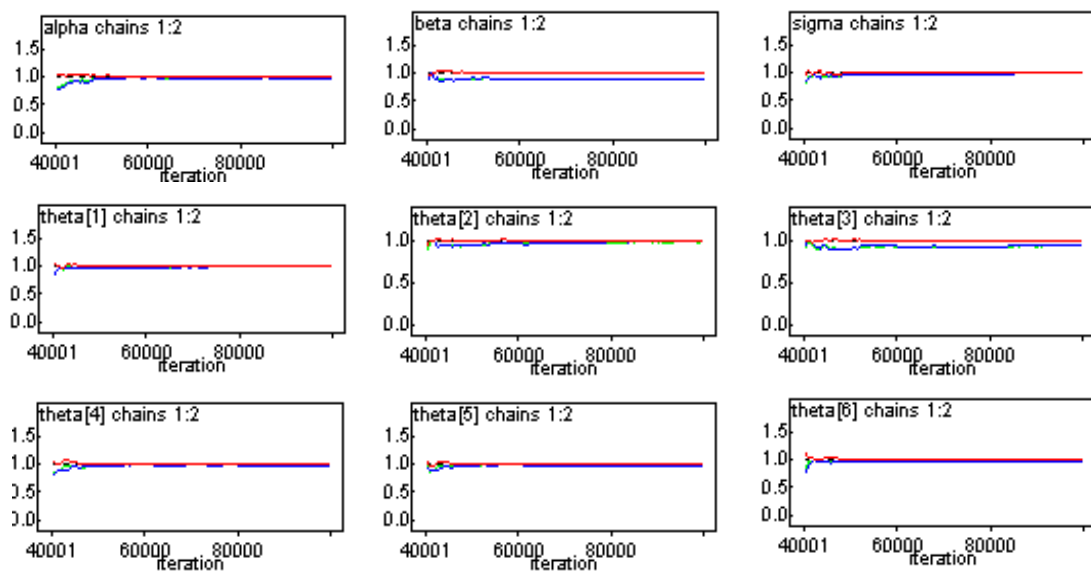 alpha chains 1:2
1.5
1.0
0.5
0.0
40001 60000 80000
iteration
beta chains 1:2
1.5
1.0
0.5
0.0
40001 60000 80000
iteration
sigma chains 1:2
1.5
1.0
0.5
0.0
40001 60000 80000
iteration
theta[1] chains 1:2
1.5
1.0
0.5
0.0
40001 60000 80000
iteration
theta[2] chains 1:2
1.0
0.5
0.0
40001 60000 80000
iteration
theta[3] chains 1:2
1.0
0.5
0.0
40001 60000 80000
iteration
theta[4] chains 1:2
1.5
1.0
0.5
0.0
40001 60000 80000
iteration
theta[5] chains 1:2
1.5
1.0
0.5
0.0
40001 60000 80000
iteration
theta[6] chains 1:2
1.5
1.0
0.5
0.0
40001 60000 80000
iteration